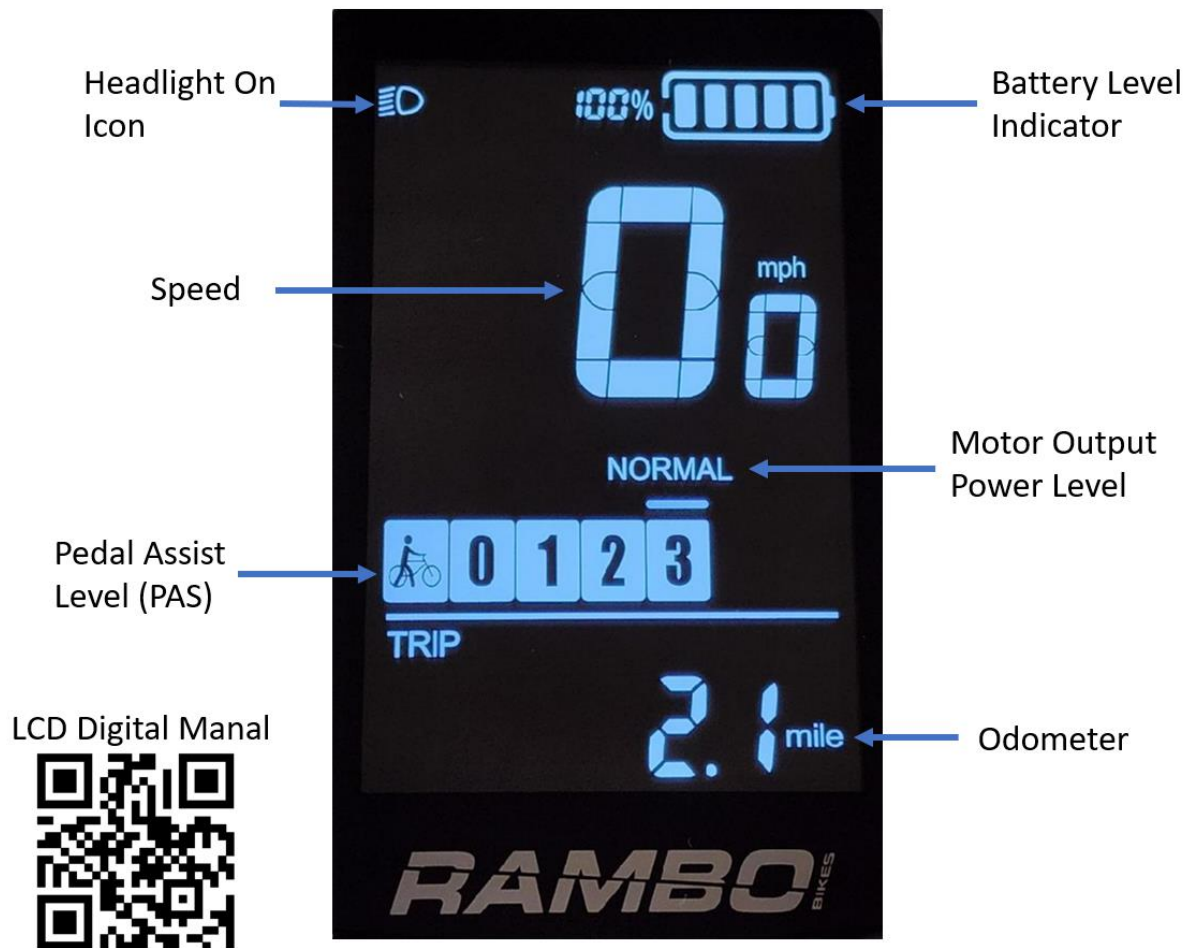 Headlight On
Icon
100%
Battery Level
Indicator
Speed
0
mph
0
NORMAL
Motor Output
Power Level
Pedal Assist
Level (PAS)
0 1 2 3
TRIP
2.1 mile
Odometer
LCD Digital Manal
RAMBO
BIKES